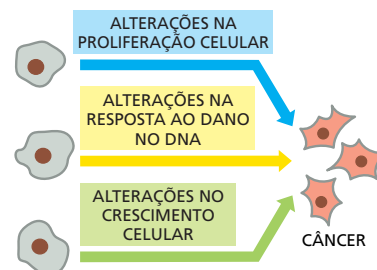 ALTERAÇÕES NA
PROLIFERAÇÃO CELULAR
ALTERAÇÕES NA
RESPOSTA AO DANO
NO DNA
ALTERAÇÕES NO
CRESCIMENTO
CELULAR
CÂNCER